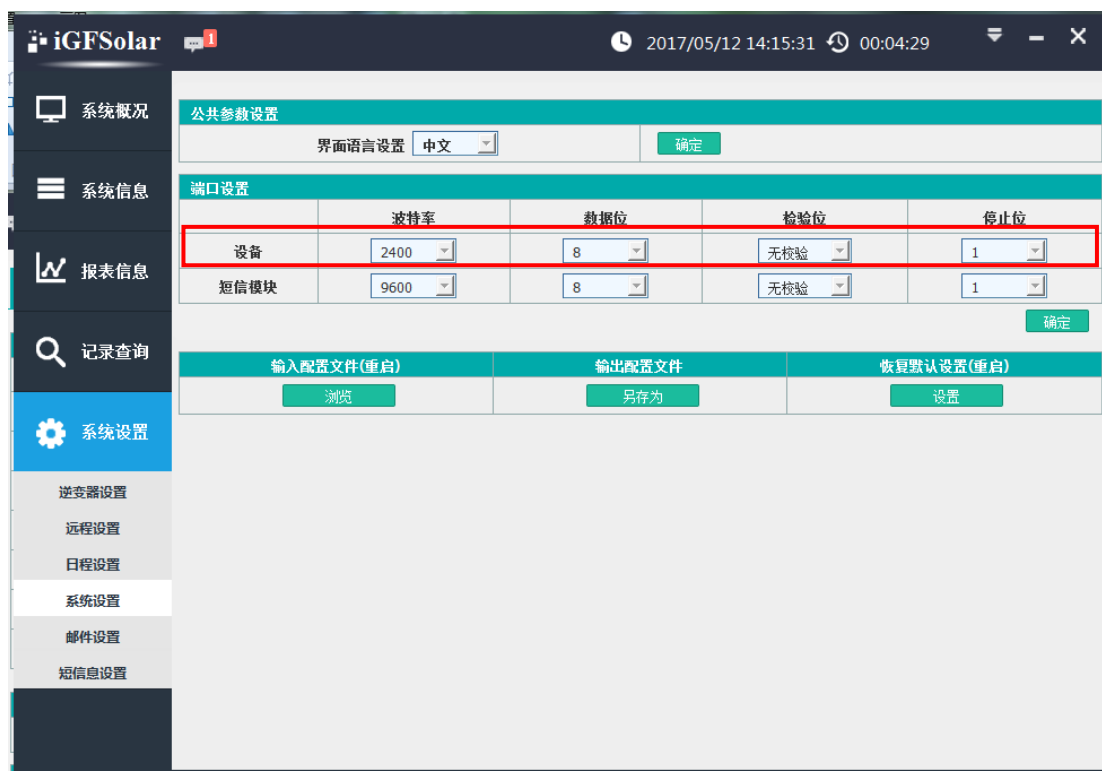 iGFSolar 1 2017/05/12 14:15:31 00:04:29
系统概况
系统信息
报表信息
记录查询
系统设置
逆变器设置
远程设置
日程设置
系统设置
邮件设置
短信息设置
公共参数设置
界面语言设置 中文 确定
端口设置
波特率 数据位 检验位 停止位
设备 2400 8 无校验 1
短信模块 9600 8 无校验 1
确定
输入配置文件(重启) 输出配置文件 恢复默认设置(重启)
浏览 另存为 设置